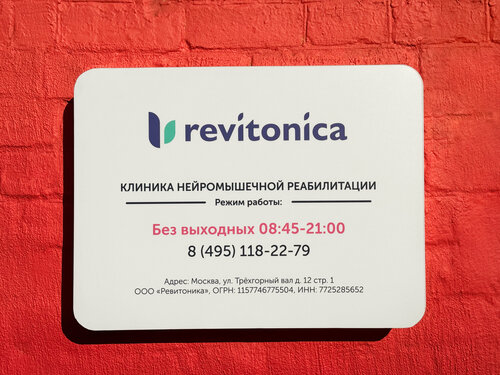 revitonica
КЛИНИКА НЕЙРОМЫШЕЧНОЙ РЕАБИЛИТАЦИИ
Режим работы:
Без выходных 08:45-21:00
8 (495) 118-22-79
Адрес: Москва, ул. Трёхгорный вал д. 12 стр. 1
ООО «Ревитоника», ОГРН: 1157746775504, ИНН: 7725285652